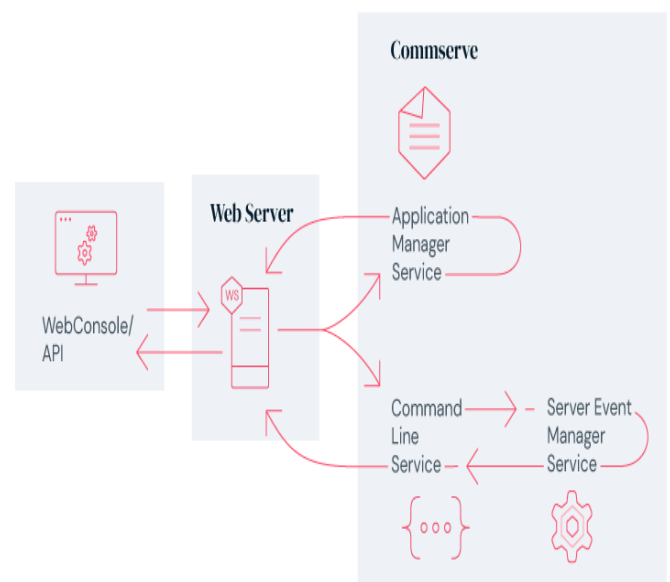 Commserve
Web Server
Application
Manager
Service
WS
WebConsole/
API
Command
Line
Service
Server Event
Manager
Service